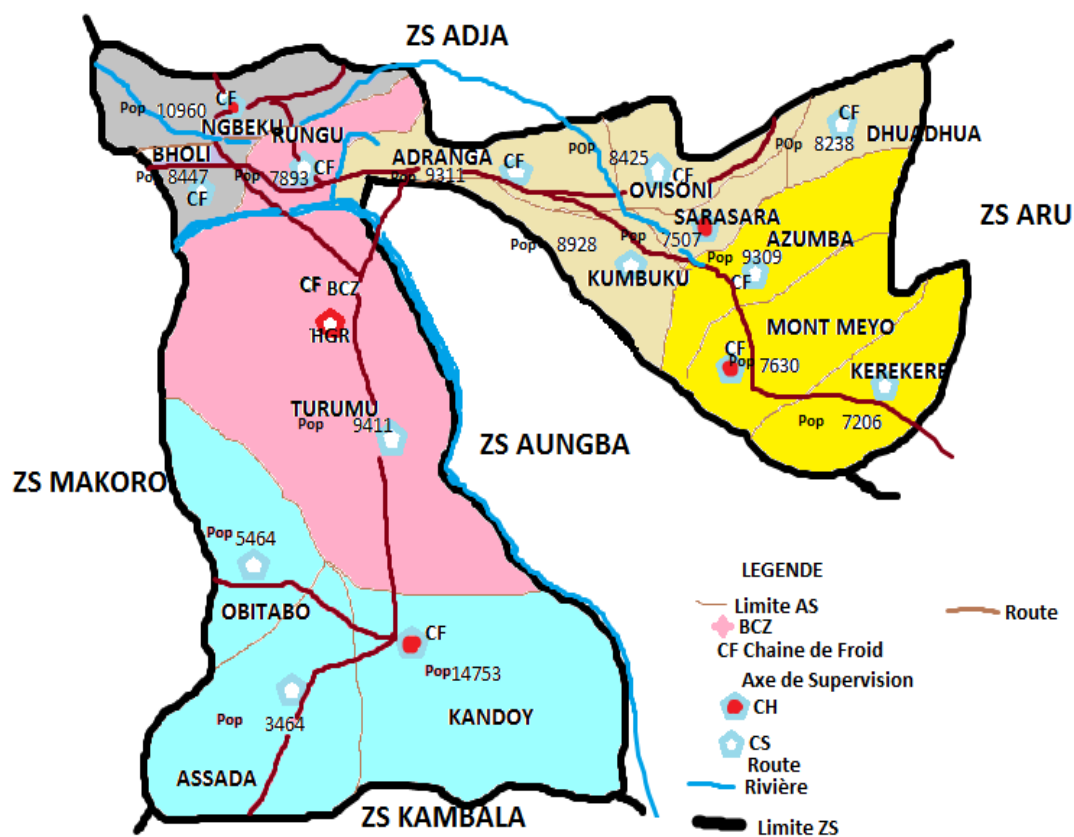 ZS ADJA
CF
Pop 10960
NGBEKU
RUNGU
BHOLI
Pop 8447
CF
Pop 7893
CF
ADRANGA
Pop 9311
CF
POP 8425
CF
OVISONI
Pop 8238
CF
DHUADHUA
ZS ARU
SARASARA
Pop 7507
AZUMBA
Pop 9309
CF
Pop 8928
KUMBUKU
MONT MEYO
CF
Pop 7630
KEREKERE
Pop 7206
CF BCZ
HGR
TURUMU
Pop 9411
ZS AUNGBA
ZS MAKORO
Pop 5464
OBITABO
CF
Pop 14753
KANDOY
Pop 3464
ASSADA
ZS KAMBALA
LEGENDE
Limite AS
Route
BCZ
CF Chaine de Froid
Axe de Supervision
CH
CS
Route
Rivière
Limite ZS